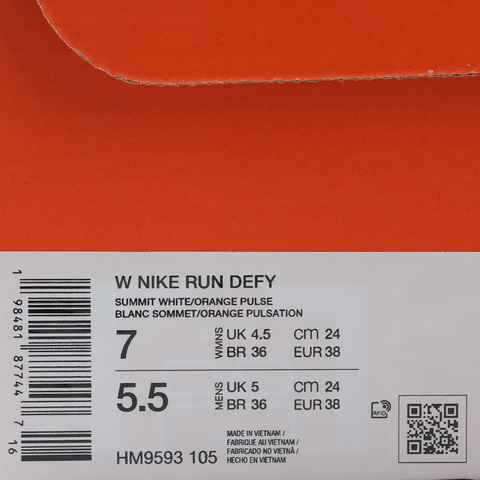 W NIKE RUN DEFY
SUMMIT WHITE/ORANGE PULSE
BLANC SOMMET/ORANGE PULSATION
7 WMNS UK 4.5 cm 24
BR 36 EUR 38
5.5 MENS UK 5 cm 24
BR 36 EUR 38
RFID
MADE IN VIETNAM /
FABRIQUE AU VIETNAM /
FABRICADO NO VIETNÃ /
HECHO EN VIETNAM
HM9593 105
1 98481 87744 7 16